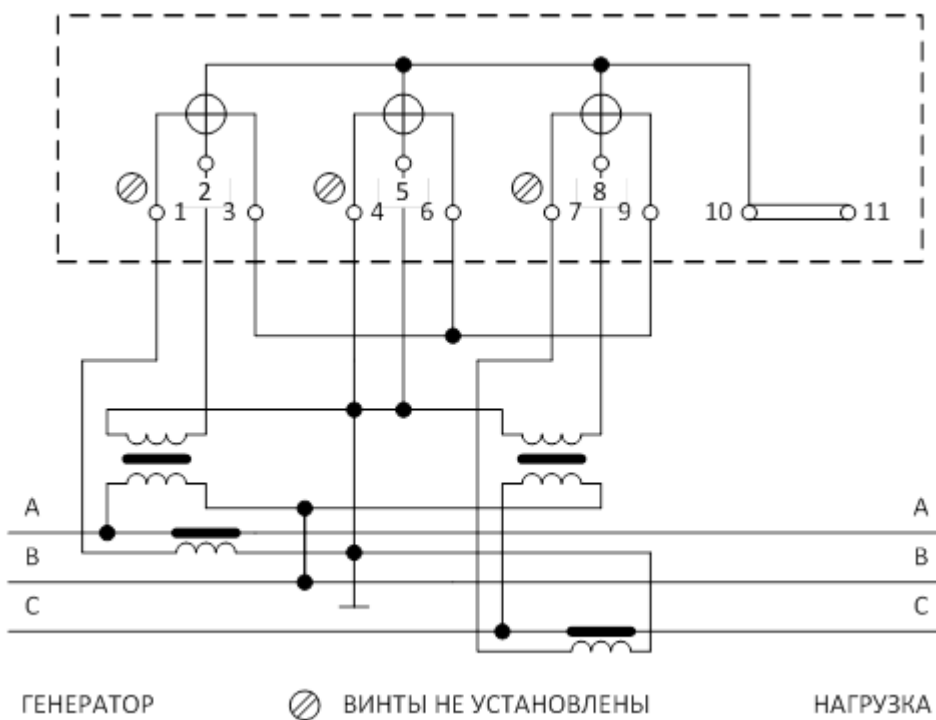 2 5 8
1 3 4 6 7 9 10 11
А А
В В
С С
ГЕНЕРАТОР ВИНТЫ НЕ УСТАНОВЛЕНЫ НАГРУЗКА